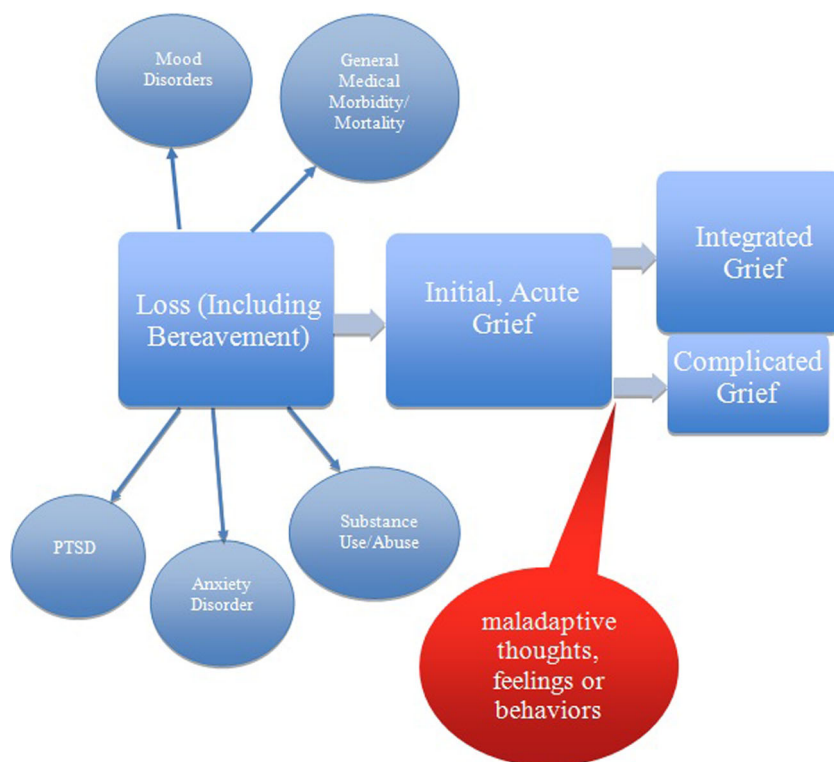 Mood
Disorders
General
Medical
Morbidity/
Mortality
Loss (Including
Bereavement)
Initial, Acute
Grief
Integrated
Grief
Complicated
Grief
PTSD
Anxiety
Disorder
Substance
Use/Abuse
maladaptive
thoughts,
feelings or
behaviors